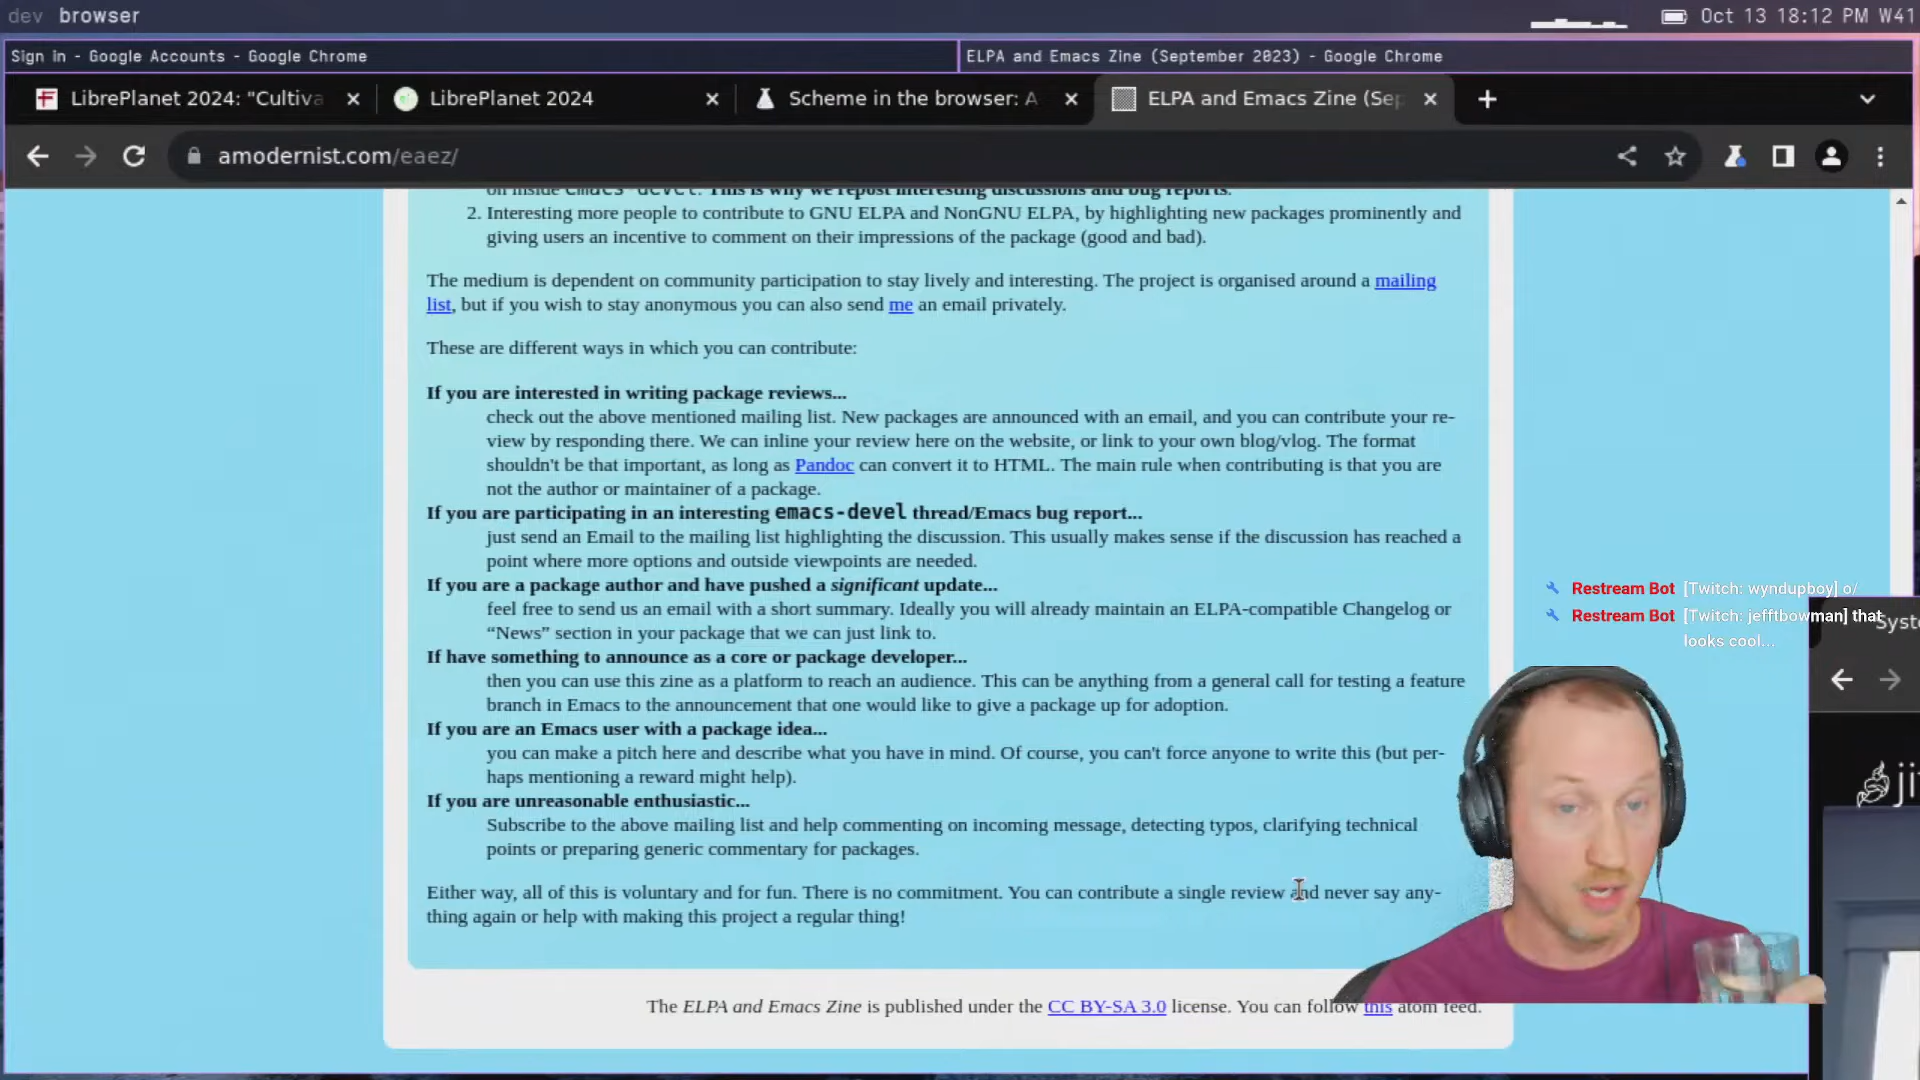 dev browser
Oct 13 18:12 PM W41
Sign in - Google Accounts - Google Chrome
ELPA and Emacs Zine (September 2023) - Google Chrome
LibrePlanet 2024: "Cultiva
LibrePlanet 2024
Scheme in the browser: A
ELPA and Emacs Zine (Sep
amodernist.com/eaez/
on inside emacs-devel. This is why we repost interesting discussions and bug reports.
2. Interesting more people to contribute to GNU ELPA and NonGNU ELPA, by highlighting new packages prominently and
giving users an incentive to comment on their impressions of the package (good and bad).
The medium is dependent on community participation to stay lively and interesting. The project is organised around a mailing
list, but if you wish to stay anonymous you can also send me an email privately.
These are different ways in which you can contribute:
If you are interested in writing package reviews...
check out the above mentioned mailing list. New packages are announced with an email, and you can contribute your re-
view by responding there. We can inline your review here on the website, or link to your own blog/vlog. The format
shouldn't be that important, as long as Pandoc can convert it to HTML. The main rule when contributing is that you are
not the author or maintainer of a package.
If you are participating in an interesting emacs-devel thread/Emacs bug report...
just send an Email to the mailing list highlighting the discussion. This usually makes sense if the discussion has reached a
point where more options and outside viewpoints are needed.
If you are a package author and have pushed a significant update...
feel free to send us an email with a short summary. Ideally you will already maintain an ELPA-compatible Changelog or
“News” section in your package that we can just link to.
If have something to announce as a core or package developer...
then you can use this zine as a platform to reach an audience. This can be anything from a general call for testing a feature
branch in Emacs to the announcement that one would like to give a package up for adoption.
If you are an Emacs user with a package idea...
you can make a pitch here and describe what you have in mind. Of course, you can't force anyone to write this (but per-
haps mentioning a reward might help).
If you are unreasonable enthusiastic...
Subscribe to the above mailing list and help commenting on incoming message, detecting typos, clarifying technical
points or preparing generic commentary for packages.
Either way, all of this is voluntary and for fun. There is no commitment. You can contribute a single review and never say any-
thing again or help with making this project a regular thing!
The ELPA and Emacs Zine is published under the CC BY-SA 3.0 license. You can follow this atom feed.
Restream Bot [Twitch: wyndupboy] o/
Restream Bot [Twitch: jefftbowman] that
looks cool...
Syst
ji